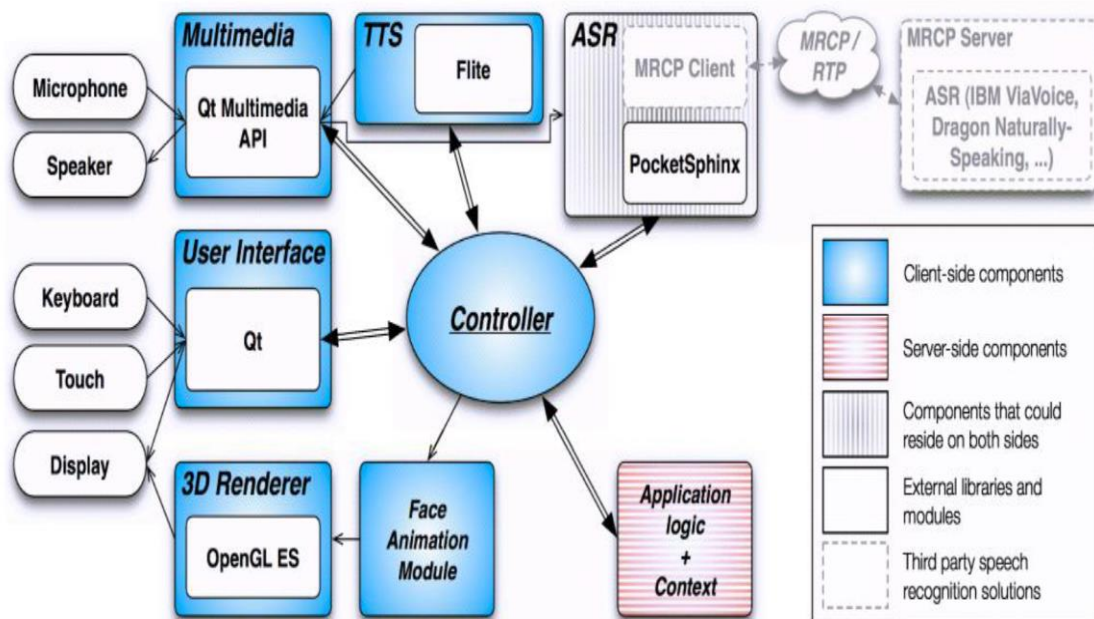 Multimedia
Qt Multimedia
API
TTS
Flite
ASR
MRCP Client
PocketSphinx
MRCP /
RTP
MRCP Server
ASR (IBM ViaVoice,
Dragon Naturally-
Speaking, ...)
Microphone
Speaker
User Interface
Qt
Keyboard
Touch
Display
Controller
3D Renderer
OpenGL ES
Face
Animation
Module
Application
logic
+
Context
Client-side components
Server-side components
Components that could
reside on both sides
External libraries and
modules
Third party speech
recognition solutions